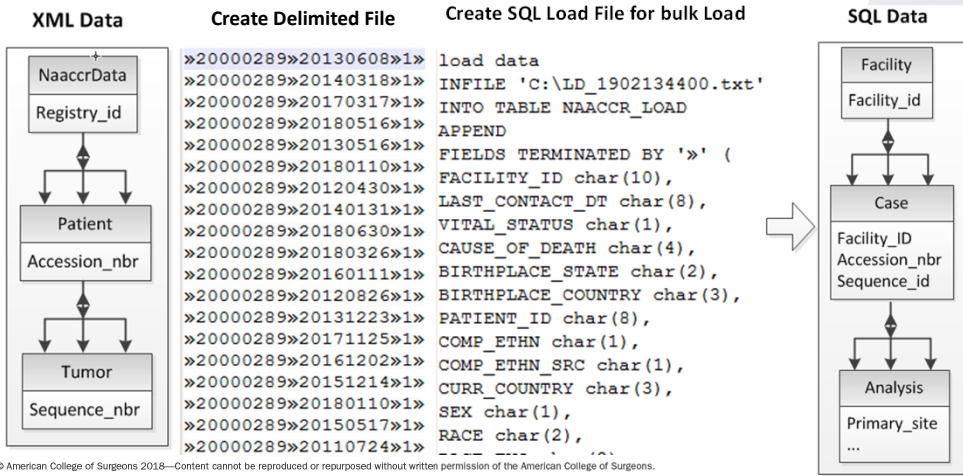 XML Data
NaaccrData
Registry_id
Patient
Accession_nbr
Tumor
Sequence_nbr
Create Delimited File
»20000289»20130608»1»
»20000289»20140318»1»
»20000289»20170317»1»
»20000289»20180516»1»
»20000289»20130516»1»
»20000289»20180110»1»
»20000289»20120430»1»
»20000289»20140131»1»
»20000289»20180630»1»
»20000289»20180326»1»
»20000289»20160111»1»
»20000289»20120826»1»
»20000289»20131223»1»
»20000289»20171125»1»
»20000289»20161202»1»
»20000289»20151214»1»
»20000289»20180110»1»
»20000289»20150517»1»
»20000289»20110724»1»
Create SQL Load File for bulk Load
load data
INFILE 'C:\LD_1902134400.txt'
INTO TABLE NAACCR_LOAD
APPEND
FIELDS TERMINATED BY '»' (
FACILITY_ID char(10),
LAST_CONTACT_DT char(8),
VITAL_STATUS char(1),
CAUSE_OF_DEATH char(4),
BIRTHPLACE_STATE char(2),
BIRTHPLACE_COUNTRY char(3),
PATIENT_ID char(8),
COMP_ETHN char(1),
COMP_ETHN_SRC char(1),
CURR_COUNTRY char(3),
SEX char(1),
RACE char(2),
SQL Data
Facility
Facility_id
Case
Facility_ID
Accession_nbr
Sequence_id
Analysis
Primary_site
...
© American College of Surgeons 2018—Content cannot be reproduced or repurposed without written permission of the American College of Surgeons.